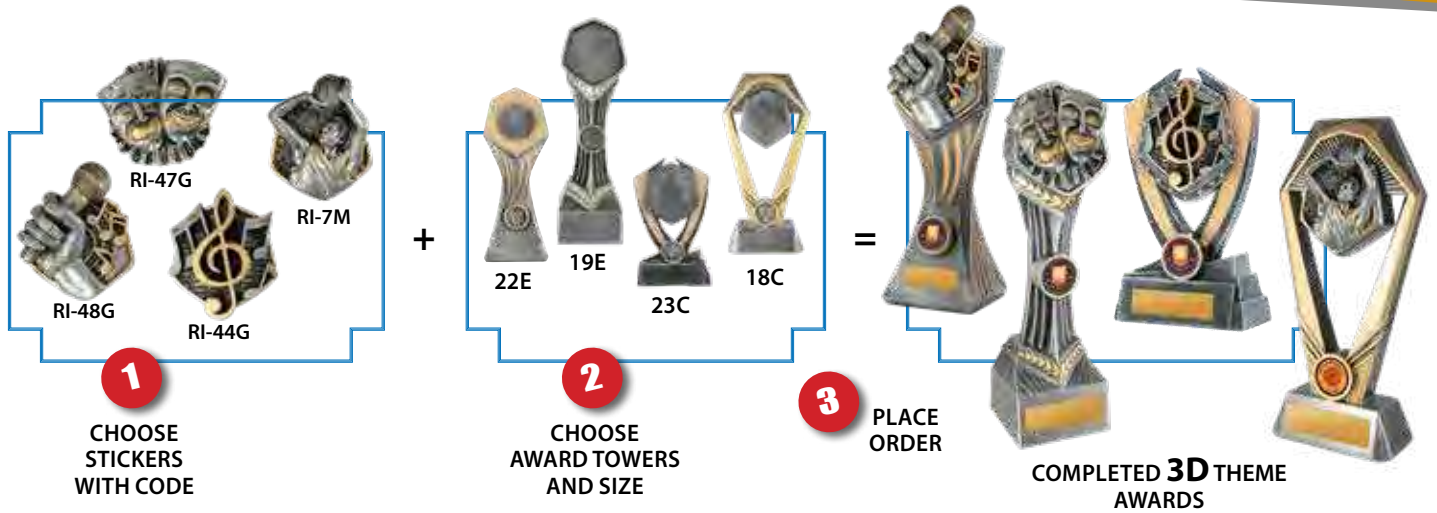 RI-47G
RI-7M
RI-48G
RI-44G
+
22E
19E
23C
18C
=
1
CHOOSE
STICKERS
WITH CODE
2
CHOOSE
AWARD TOWERS
AND SIZE
3
PLACE
ORDER
COMPLETED 3D THEME
AWARDS